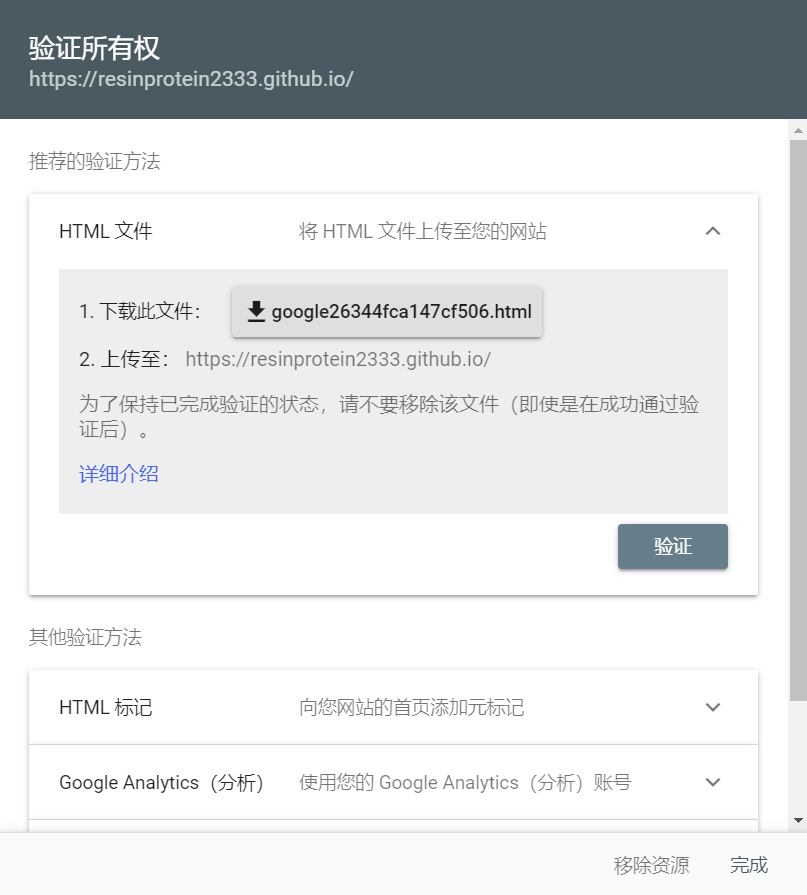 验证所有权
https://resinprotein2333.github.io/
推荐的验证方法
HTML 文件 将 HTML 文件上传至您的网站
1. 下载此文件： google26344fca147cf506.html
2. 上传至： https://resinprotein2333.github.io/
为了保持已完成验证的状态，请不要移除该文件（即使是在成功通过验
证后）。
详细介绍
验证
其他验证方法
HTML 标记 向您网站的首页添加元标记
Google Analytics（分析） 使用您的 Google Analytics（分析）账号
移除资源 完成